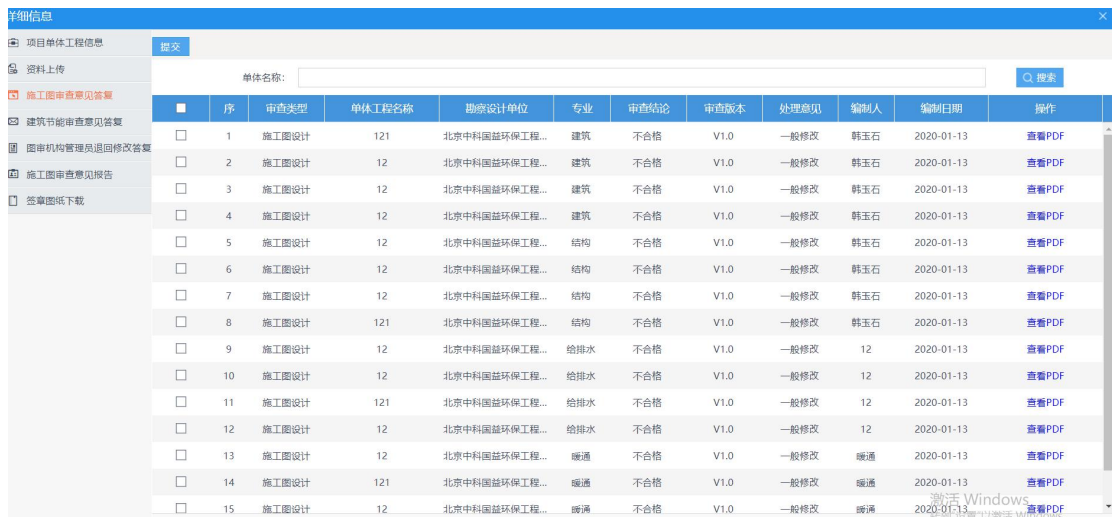 详细信息
项目单体工程信息
资料上传
施工图审查意见答复
建筑节能审查意见答复
图审机构管理员退回修改答复
施工图审查意见报告
签章图纸下载
提交
单体名称： 搜索
序 审查类型 单体工程名称 勘察设计单位 专业 审查结论 审查版本 处理意见 编制人 编制日期 操作
1 施工图设计 121 北京中科国益环保工程... 建筑 不合格 V1.0 一般修改 韩玉石 2020-01-13 查看PDF
2 施工图设计 12 北京中科国益环保工程... 建筑 不合格 V1.0 一般修改 韩玉石 2020-01-13 查看PDF
3 施工图设计 12 北京中科国益环保工程... 建筑 不合格 V1.0 一般修改 韩玉石 2020-01-13 查看PDF
4 施工图设计 12 北京中科国益环保工程... 建筑 不合格 V1.0 一般修改 韩玉石 2020-01-13 查看PDF
5 施工图设计 12 北京中科国益环保工程... 结构 不合格 V1.0 一般修改 韩玉石 2020-01-13 查看PDF
6 施工图设计 12 北京中科国益环保工程... 结构 不合格 V1.0 一般修改 韩玉石 2020-01-13 查看PDF
7 施工图设计 12 北京中科国益环保工程... 结构 不合格 V1.0 一般修改 韩玉石 2020-01-13 查看PDF
8 施工图设计 121 北京中科国益环保工程... 结构 不合格 V1.0 一般修改 韩玉石 2020-01-13 查看PDF
9 施工图设计 12 北京中科国益环保工程... 给排水 不合格 V1.0 一般修改 12 2020-01-13 查看PDF
10 施工图设计 12 北京中科国益环保工程... 给排水 不合格 V1.0 一般修改 12 2020-01-13 查看PDF
11 施工图设计 121 北京中科国益环保工程... 给排水 不合格 V1.0 一般修改 12 2020-01-13 查看PDF
12 施工图设计 12 北京中科国益环保工程... 给排水 不合格 V1.0 一般修改 12 2020-01-13 查看PDF
13 施工图设计 12 北京中科国益环保工程... 暖通 不合格 V1.0 一般修改 暖通 2020-01-13 查看PDF
14 施工图设计 121 北京中科国益环保工程... 暖通 不合格 V1.0 一般修改 暖通 2020-01-13 查看PDF
激活 Windows
15 施工图设计 12 北京中科国益环保工程... 暖通 不合格 V1.0 一般修改 暖通 2020-01-13 查看PDF